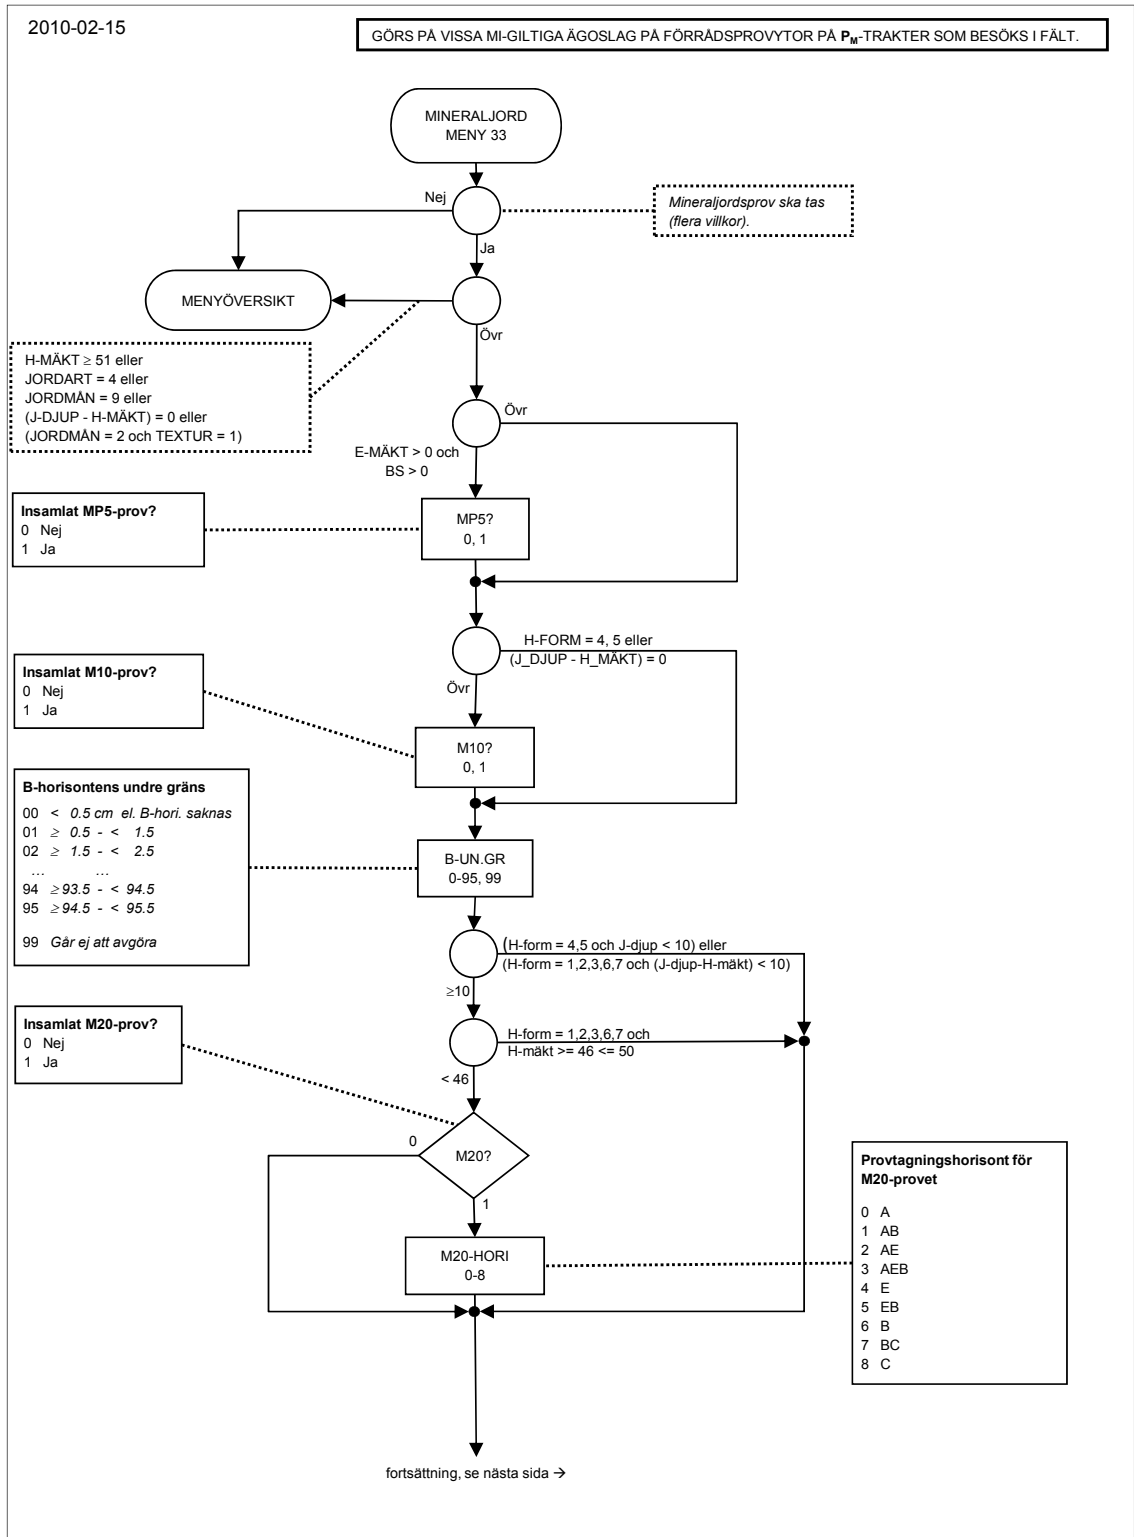 2010-02-15
GÖRS PÅ VISSA MI-GILTIGA ÄGOSLAG PÅ FÖRRÅDSPROVYTOR PÅ PM-TRAKTER SOM BESÖKS I FÄLT.
MINERALJORD
MENY 33
Nej
Mineraljordsprov ska tas
(flera villkor).
Ja
MENYÖVERSIKT
Övr
H-MÄKT ≥ 51 eller
JORDART = 4 eller
JORDMÅN = 9 eller
(J-DJUP - H-MÄKT) = 0 eller
(JORDMÅN = 2 och TEXTUR = 1)
Övr
E-MÄKT > 0 och
BS > 0
Insamlat MP5-prov?
0 Nej
1 Ja
MP5?
0, 1
H-FORM = 4, 5 eller
(J_DJUP - H_MÄKT) = 0
Övr
Insamlat M10-prov?
0 Nej
1 Ja
M10?
0, 1
B-horisontens undre gräns
00 < 0.5 cm el. B-hori. saknas
01 ≥ 0.5 - < 1.5
02 ≥ 1.5 - < 2.5
... ...
94 ≥ 93.5 - < 94.5
95 ≥ 94.5 - < 95.5
99 Går ej att avgöra
B-UN.GR
0-95, 99
(H-form = 4,5 och J-djup < 10) eller
(H-form = 1,2,3,6,7 och (J-djup-H-mäkt) < 10)
≥10
Insamlat M20-prov?
0 Nej
1 Ja
H-form = 1,2,3,6,7 och
H-mäkt >= 46 <= 50
< 46
0
M20?
1
M20-HORI
0-8
Provtagningshorisont för
M20-provet
0 A
1 AB
2 AE
3 AEB
4 E
5 EB
6 B
7 BC
8 C
fortsättning, se nästa sida →